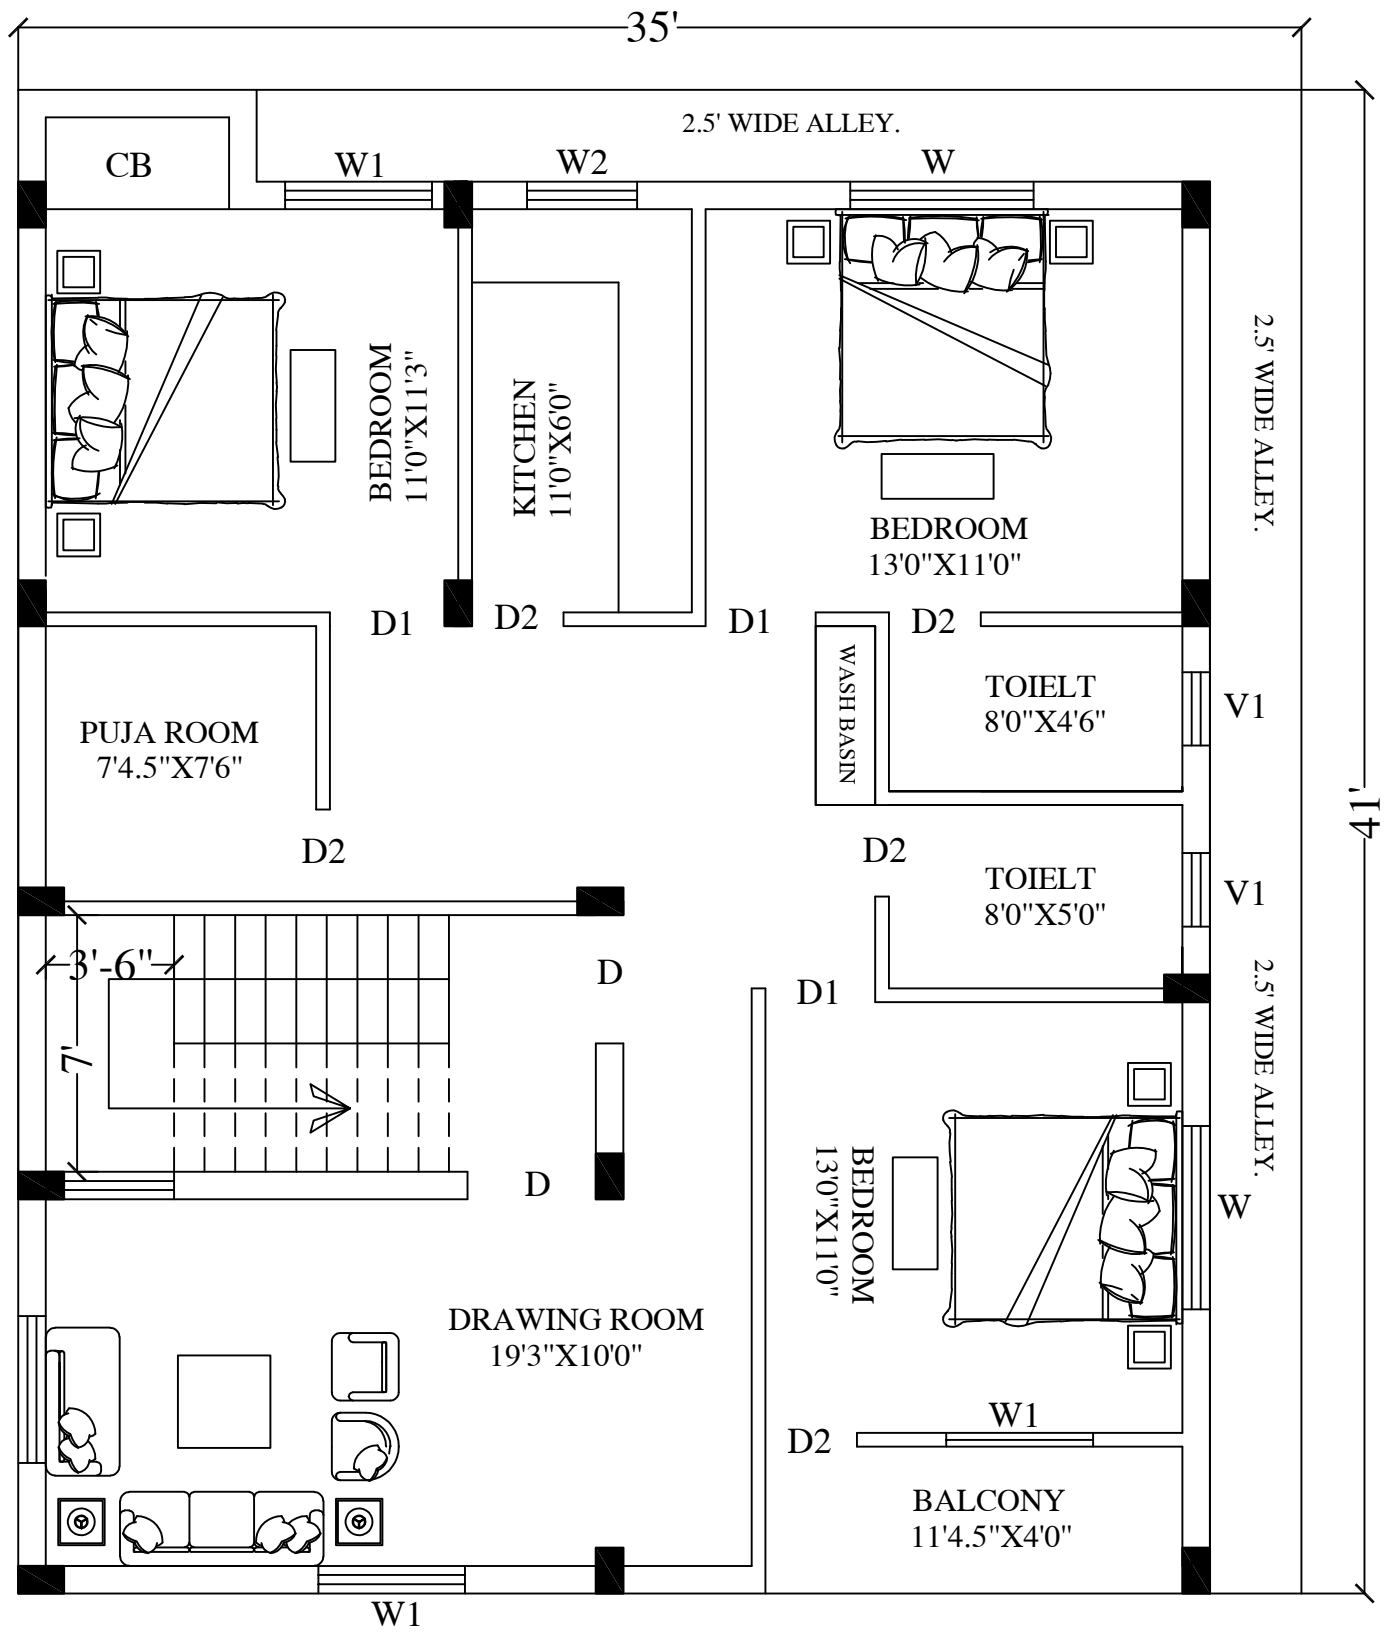 35'
2.5' WIDE ALLEY.
CB
W1
W2
W
BEDROOM
11'0"X11'3"
KITCHEN
11'0"X6'0"
BEDROOM
13'0"X11'0"
2.5' WIDE ALLEY.
D1
D2
D1
D2
WASH BASIN
TOIELT
8'0"X4'6"
V1
PUJA ROOM
7'4.5"X7'6"
41'
D2
D2
TOIELT
8'0"X5'0"
V1
3'-6"
D
D1
2.5' WIDE ALLEY.
7'
D
BEDROOM
13'0"X11'0"
W
DRAWING ROOM
19'3"X10'0"
D2
W1
BALCONY
11'4.5"X4'0"
W1